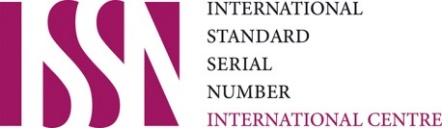 ISSN
INTERNATIONAL
STANDARD
SERIAL
NUMBER
INTERNATIONAL CENTRE